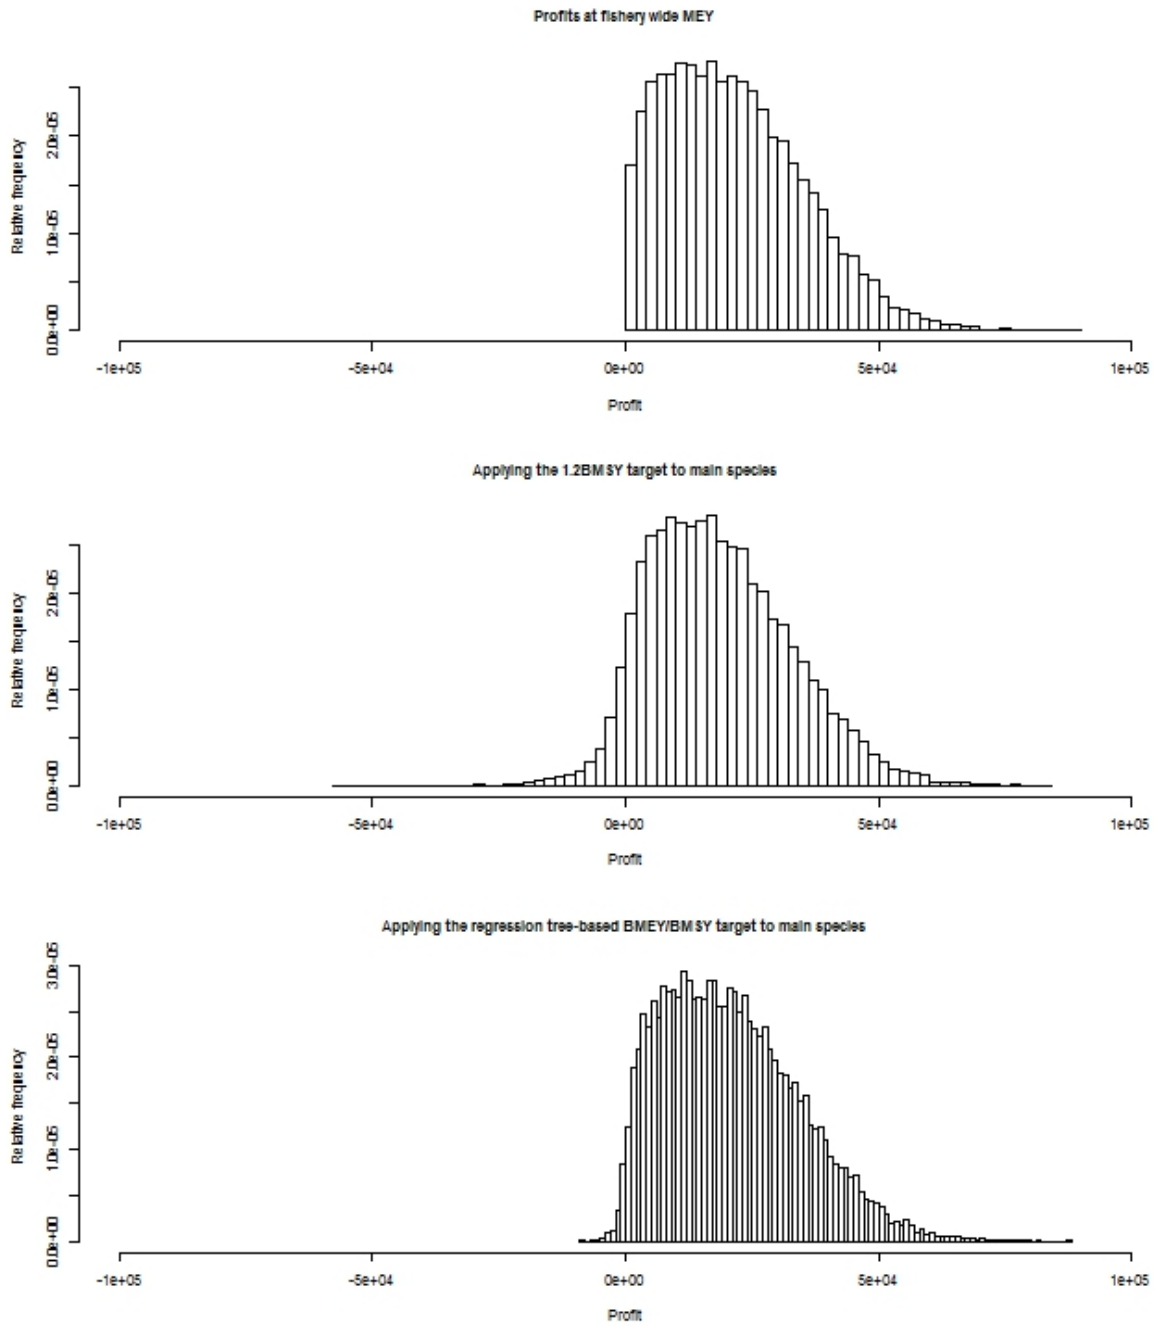 Profits at fishery wide MEY
Relative frequency
0.0e+00 1.0e-05 2.0e-05
-1e+05 -5e+04 0e+00 5e+04 1e+05
Profit
Applying the 1.2BMSY target to main species
Relative frequency
0.0e+00 1.0e-05 2.0e-05
-1e+05 -5e+04 0e+00 5e+04 1e+05
Profit
Applying the regression tree-based BMEY/BMSY target to main species
Relative frequency
0.0e+00 1.0e-05 2.0e-05 3.0e-05
-1e+05 -5e+04 0e+00 5e+04 1e+05
Profit